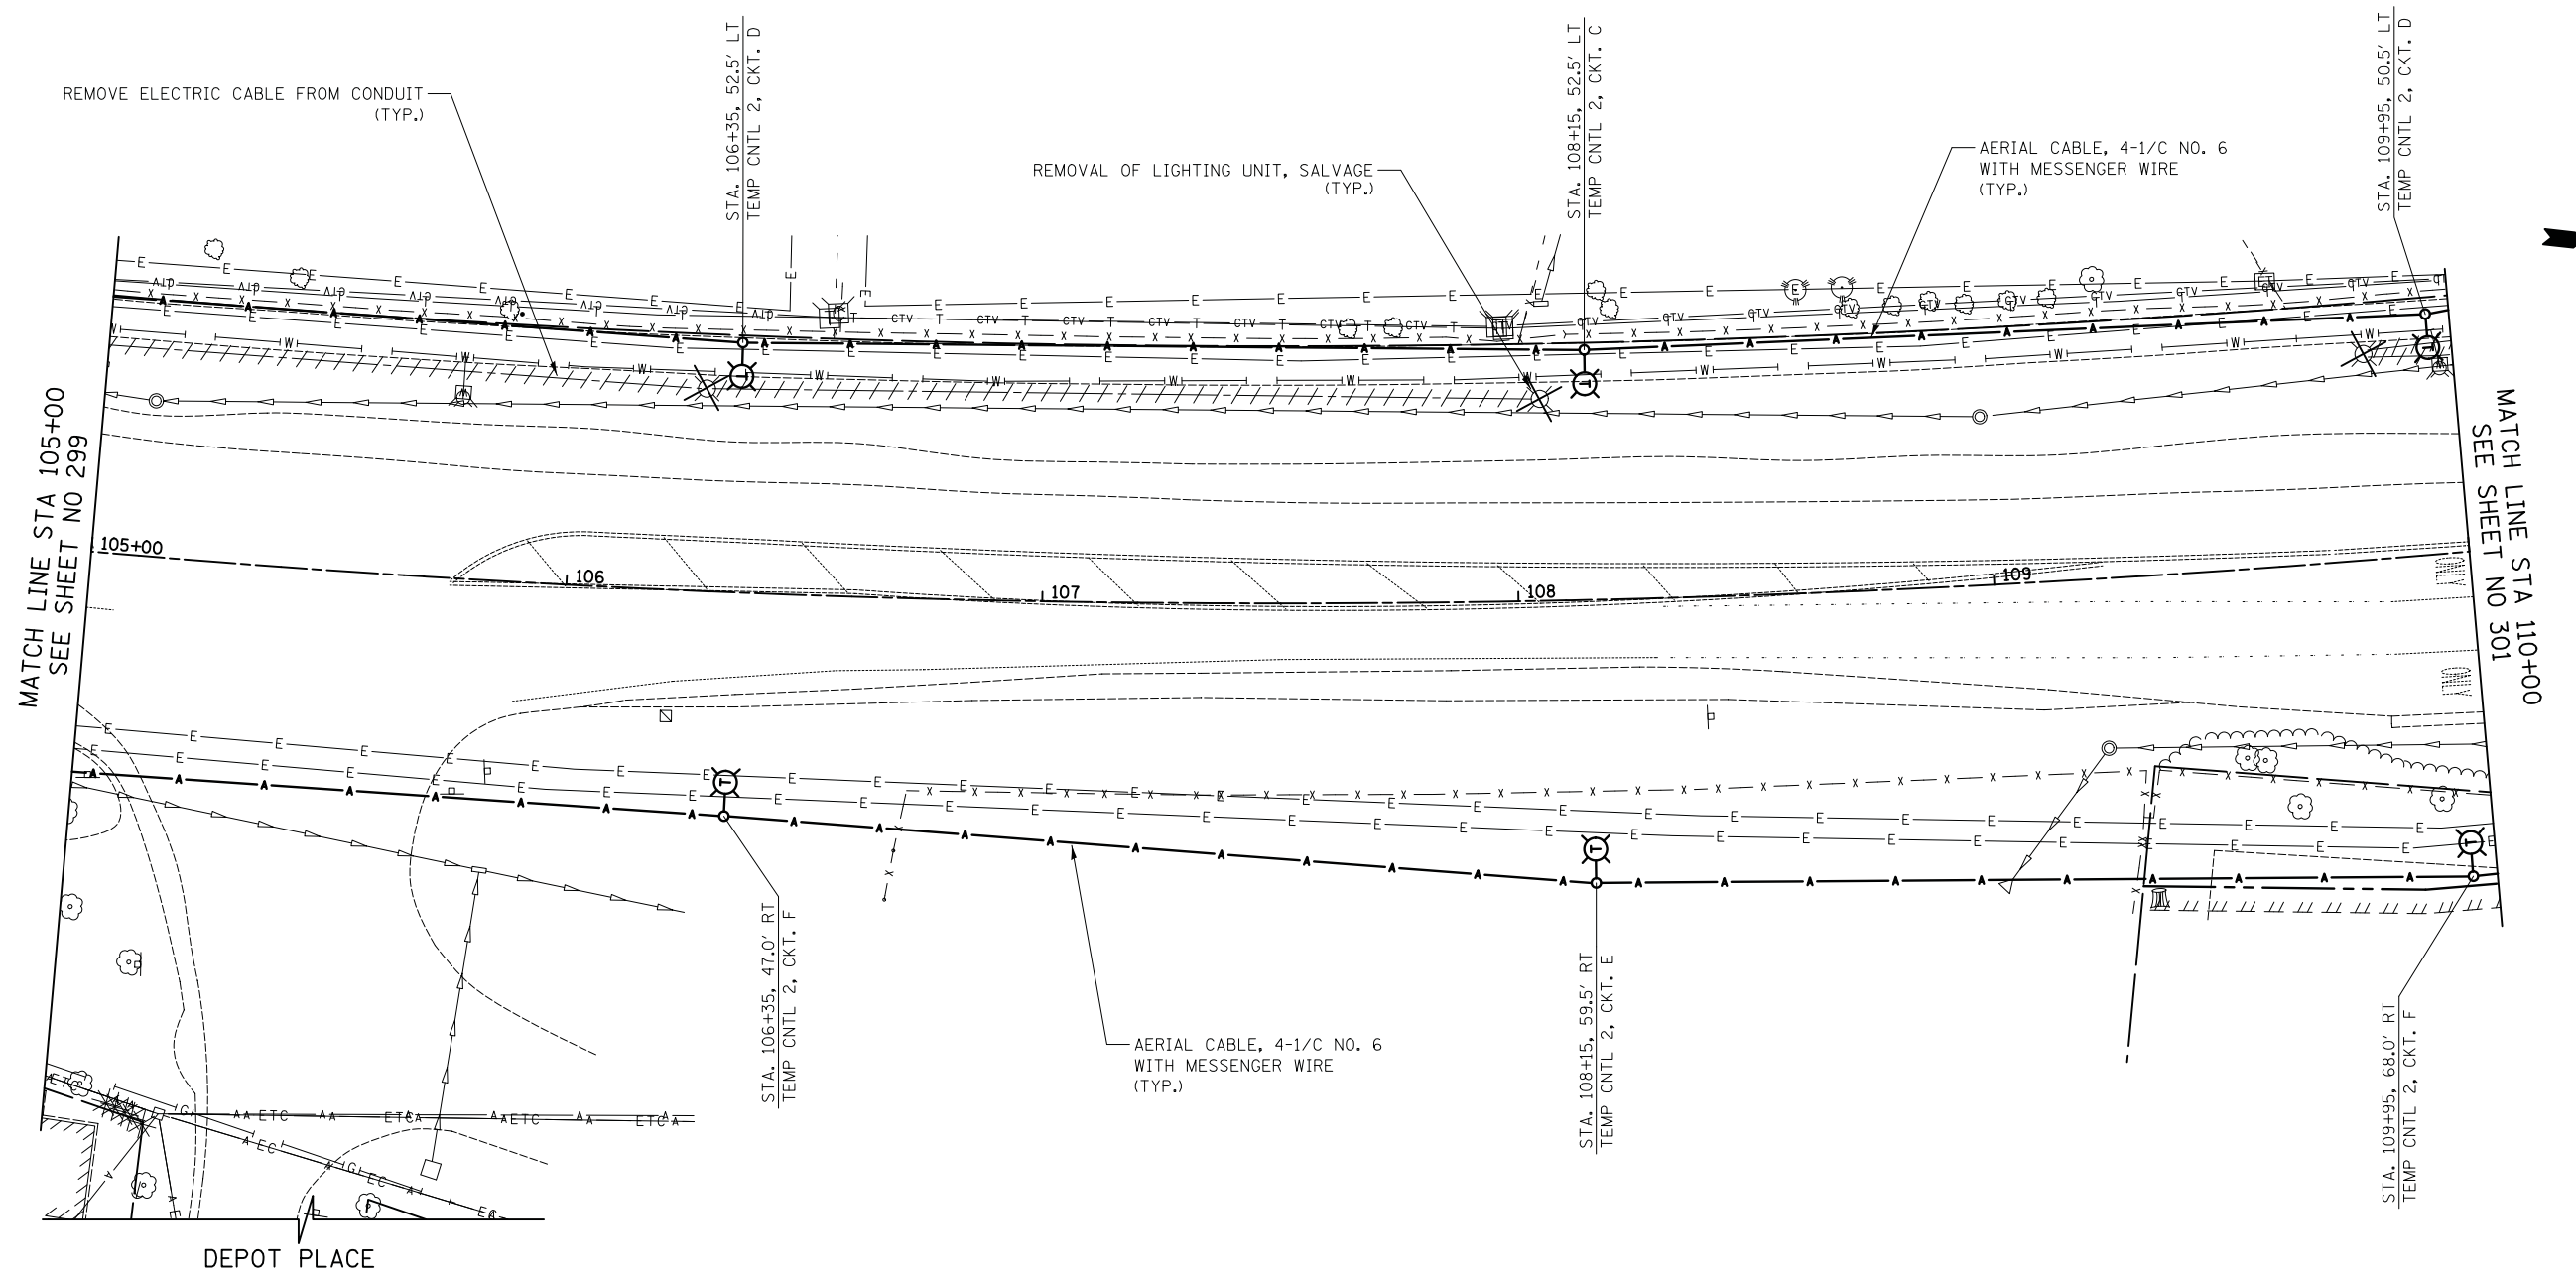 STA. 106+35, 52.5' LT
TEMP CNTL 2, CKT. D
STA. 108+15, 52.5' LT
TEMP CNTL 2, CKT. C
STA. 109+95, 50.5' LT
TEMP CNTL 2, CKT. D
REMOVE ELECTRIC CABLE FROM CONDUIT
(TYP.)
REMOVAL OF LIGHTING UNIT, SALVAGE
(TYP.)
AERIAL CABLE, 4-1/C NO. 6
WITH MESSENGER WIRE
(TYP.)
MATCH LINE STA 105+00
SEE SHEET NO 299
MATCH LINE STA 110+00
SEE SHEET NO 301
105+00
106
107
108
109
STA. 106+35, 47.0' RT
TEMP CNTL 2, CKT. F
STA. 108+15, 59.5' RT
TEMP CNTL 2, CKT. E
STA. 109+95, 68.0' RT
TEMP CNTL 2, CKT. F
AERIAL CABLE, 4-1/C NO. 6
WITH MESSENGER WIRE
(TYP.)
DEPOT PLACE